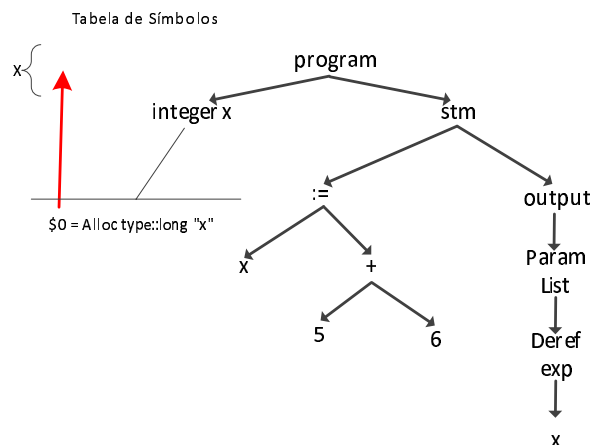 Tabela de Símbolos
x
program
integer x
stm
$0 = Alloc type::long "x"
:=
output
x
+
Param
List
5
6
Deref
exp
x